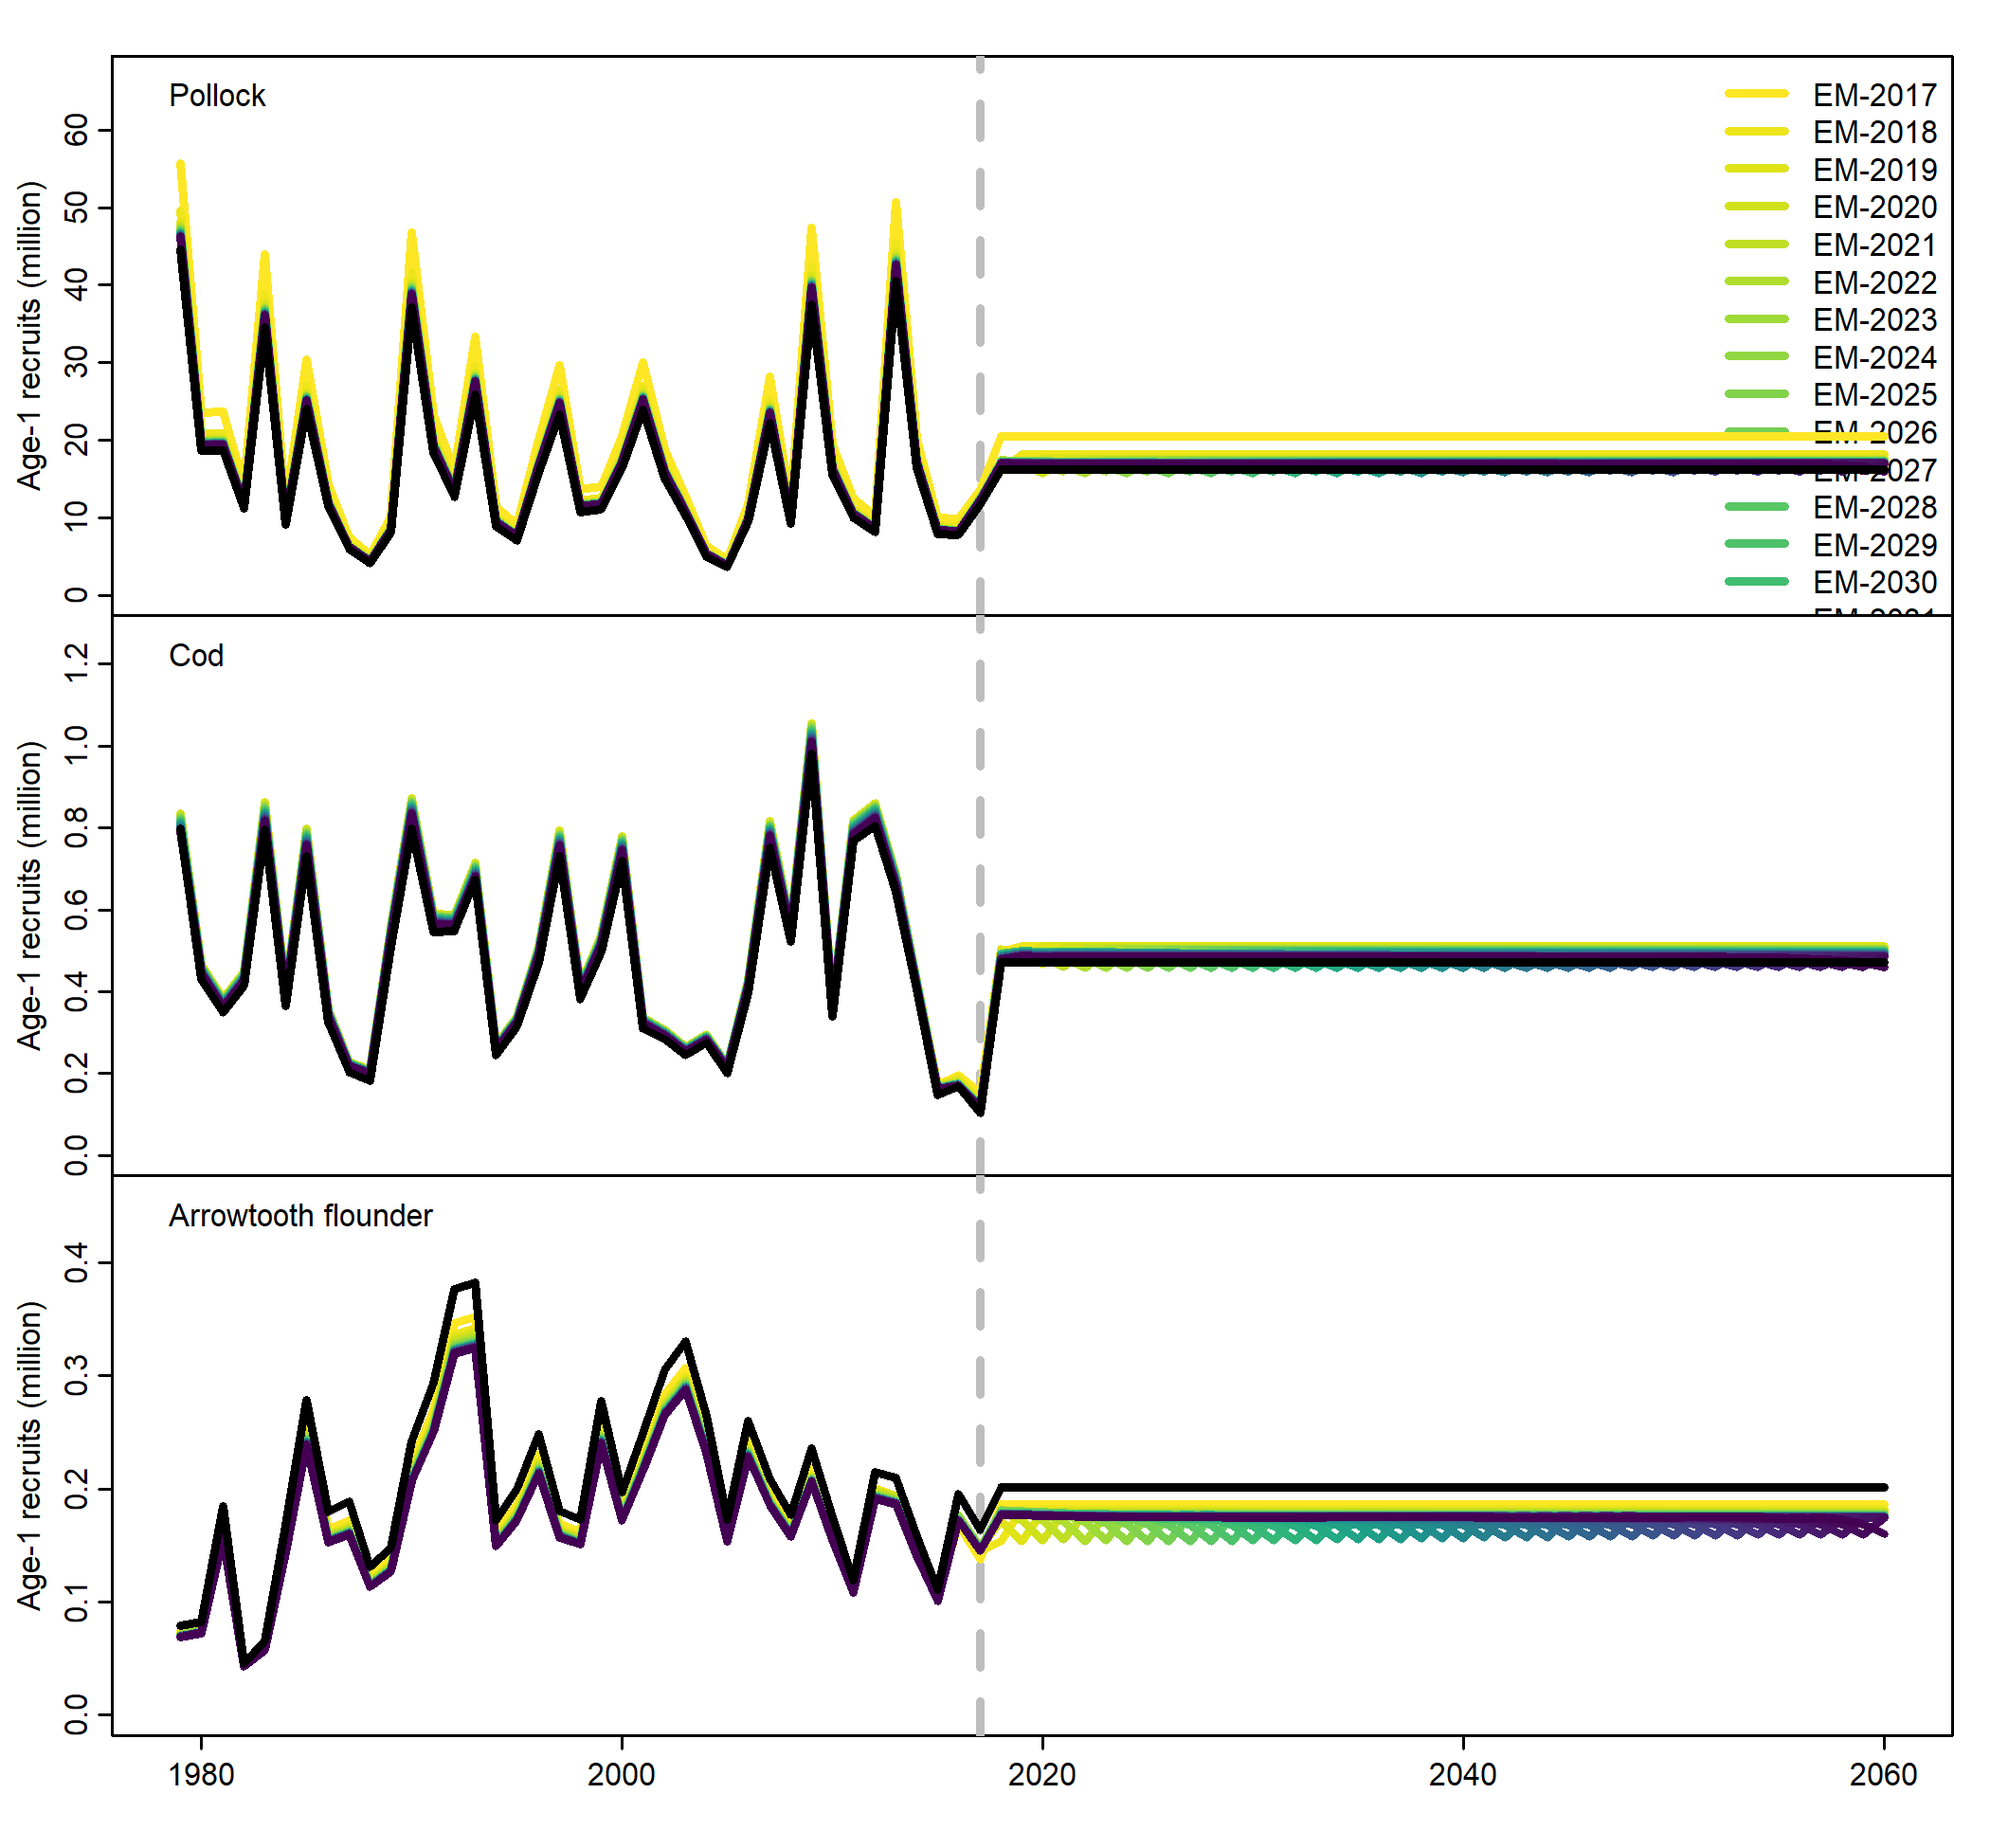 Pollock
Age-1 recruits (million)
60
50
40
30
20
10
0
EM-2017
EM-2018
EM-2019
EM-2020
EM-2021
EM-2022
EM-2023
EM-2024
EM-2025
EM-2026
2027
EM-2028
EM-2029
EM-2030
Cod
Age-1 recruits (million)
1.2
1.0
0.8
0.6
0.4
0.2
0.0
Arrowtooth flounder
Age-1 recruits (million)
0.4
0.3
0.2
0.1
0.0
1980
2000
2020
2040
2060